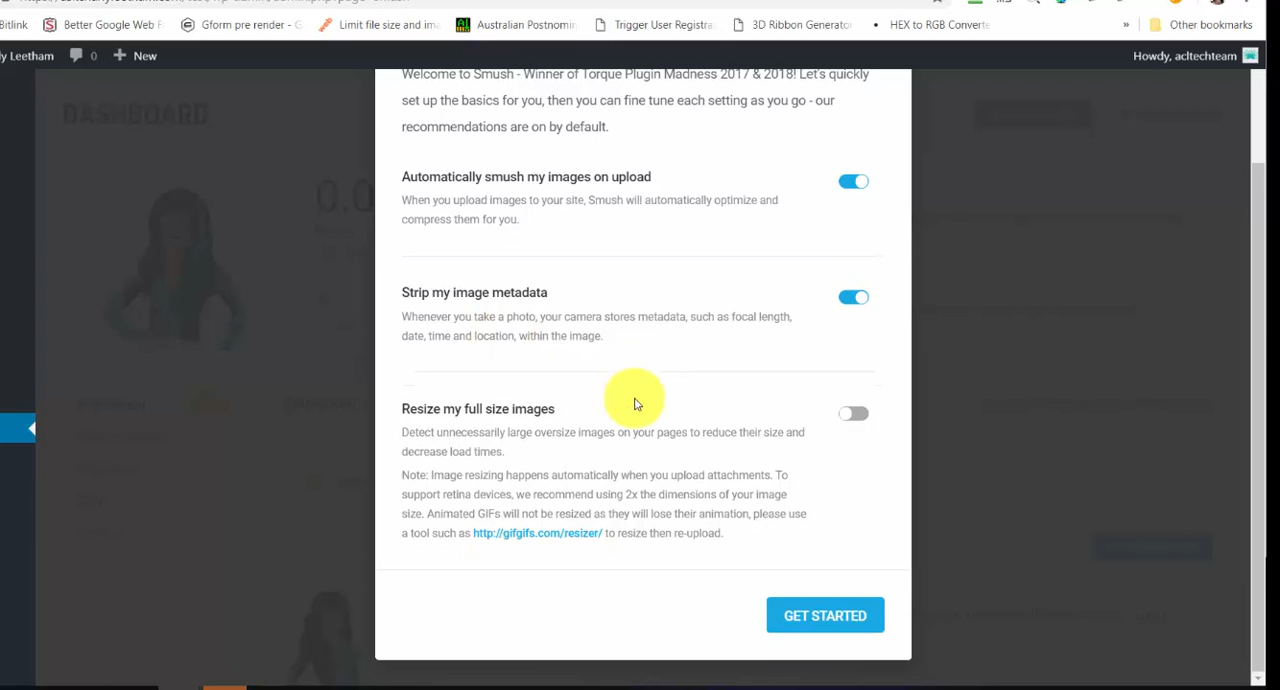 Bitlink Better Google Web F Gform pre render - G Limit file size and ima Australian Postnomin Trigger User Registra 3D Ribbon Generator HEX to RGB Converte » Other bookmarks
y Leetham 0 + New Howdy, acltechteam
DASHBOARD
0.0
Welcome to Smush - Winner of Torque Plugin Madness 2017 & 2018! Let's quickly
set up the basics for you, then you can fine tune each setting as you go - our
recommendations are on by default.
Automatically smush my images on upload
When you upload images to your site, Smush will automatically optimize and
compress them for you.
Strip my image metadata
Whenever you take a photo, your camera stores metadata, such as focal length,
date, time and location, within the image.
Resize my full size images
Detect unnecessarily large oversize images on your pages to reduce their size and
decrease load times.
Note: Image resizing happens automatically when you upload attachments. To
support retina devices, we recommend using 2x the dimensions of your image
size. Animated GIFs will not be resized as they will lose their animation, please use
a tool such as http://gifgifs.com/resizer/ to resize then re-upload.
GET STARTED